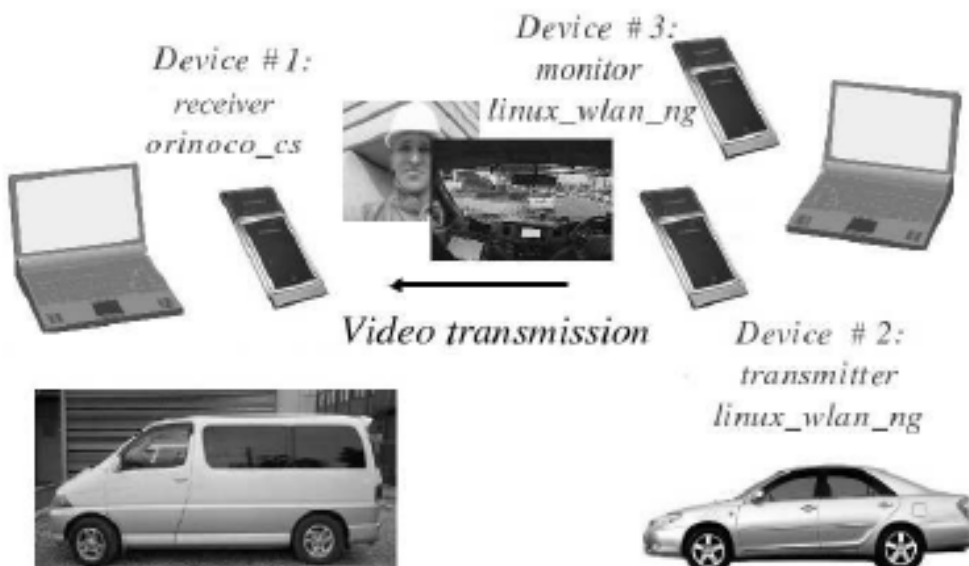 Device #1:
receiver
orinoco_cs
Device #3:
monitor
linux_wlan_ng
Video transmission
Device #2:
transmitter
linux_wlan_ng